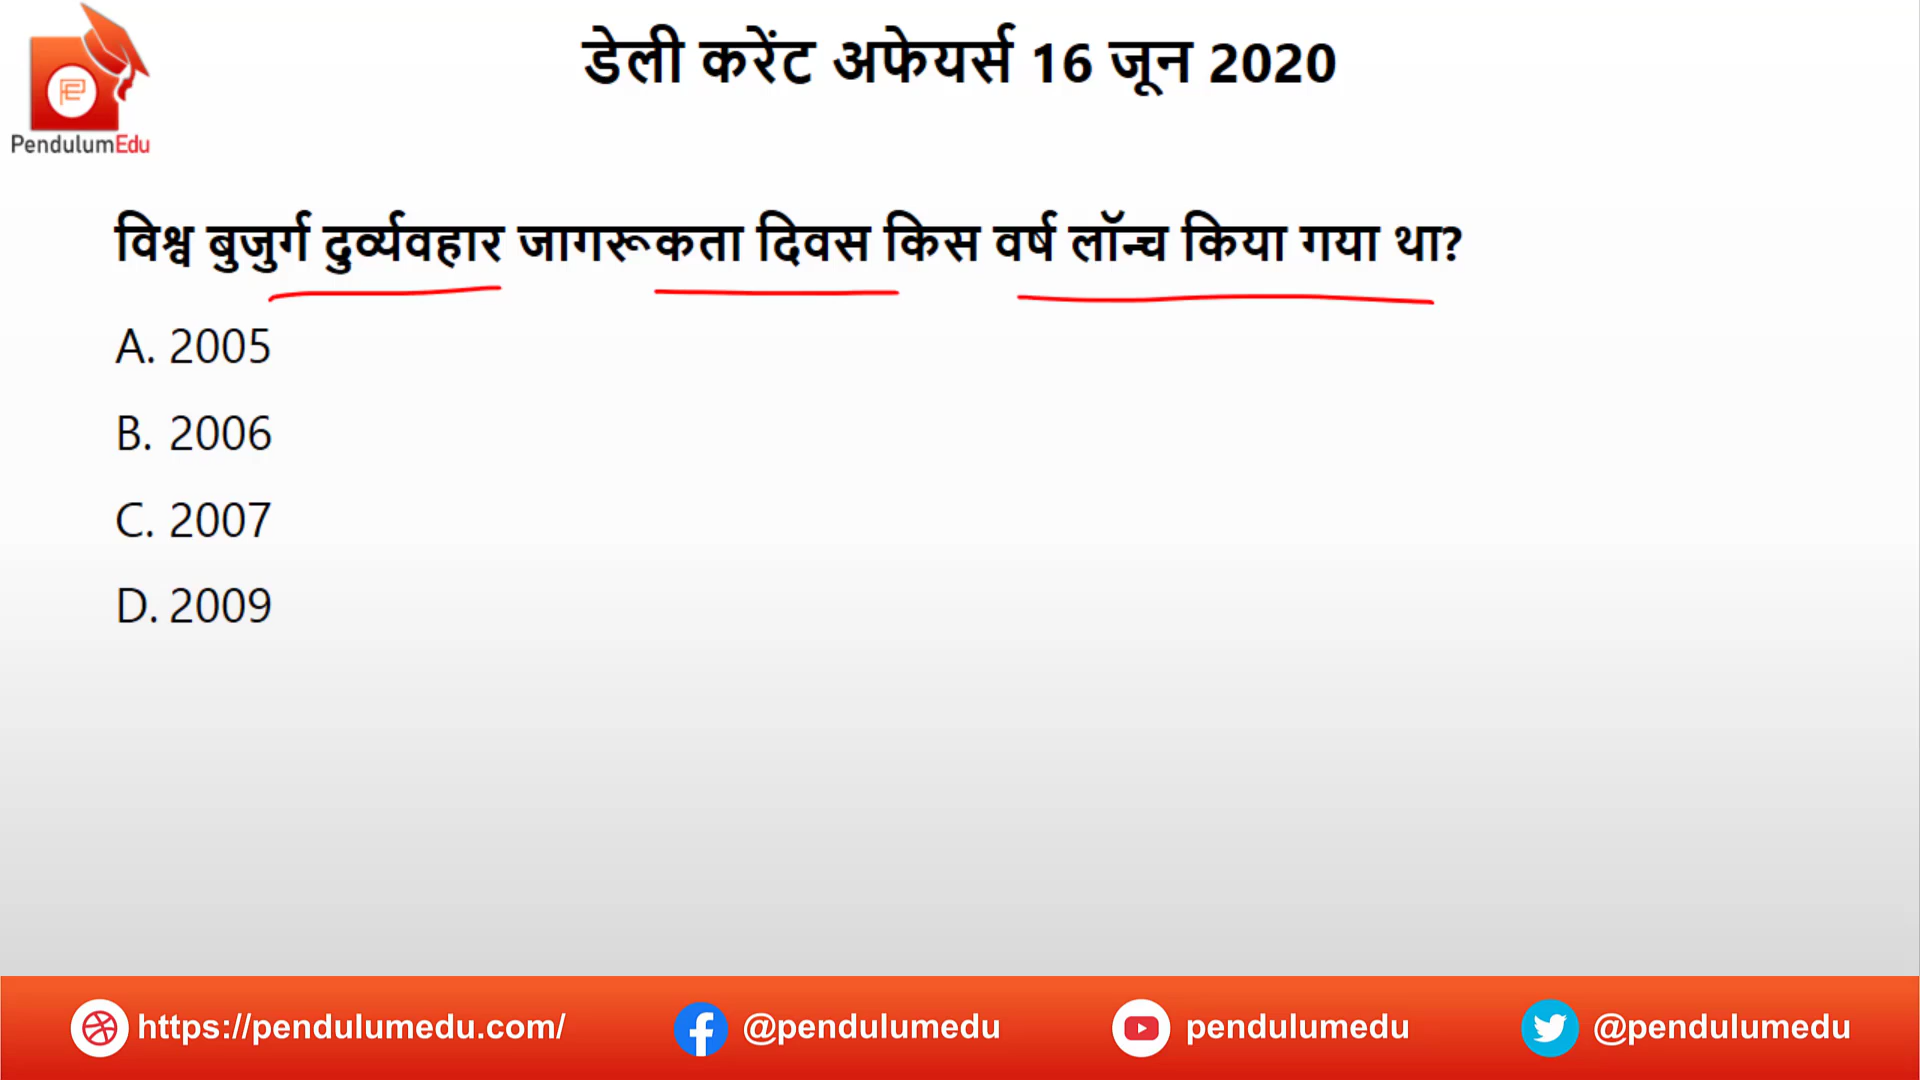 डेली करेंट अफेयर्स 16 जून 2020
PendulumEdu
विश्व बुजुर्ग दुर्व्यवहार जागरूकता दिवस किस वर्ष लॉन्च किया गया था?
A. 2005
B. 2006
C. 2007
D. 2009
https://pendulumedu.com/ @pendulumedu pendulumedu @pendulumedu